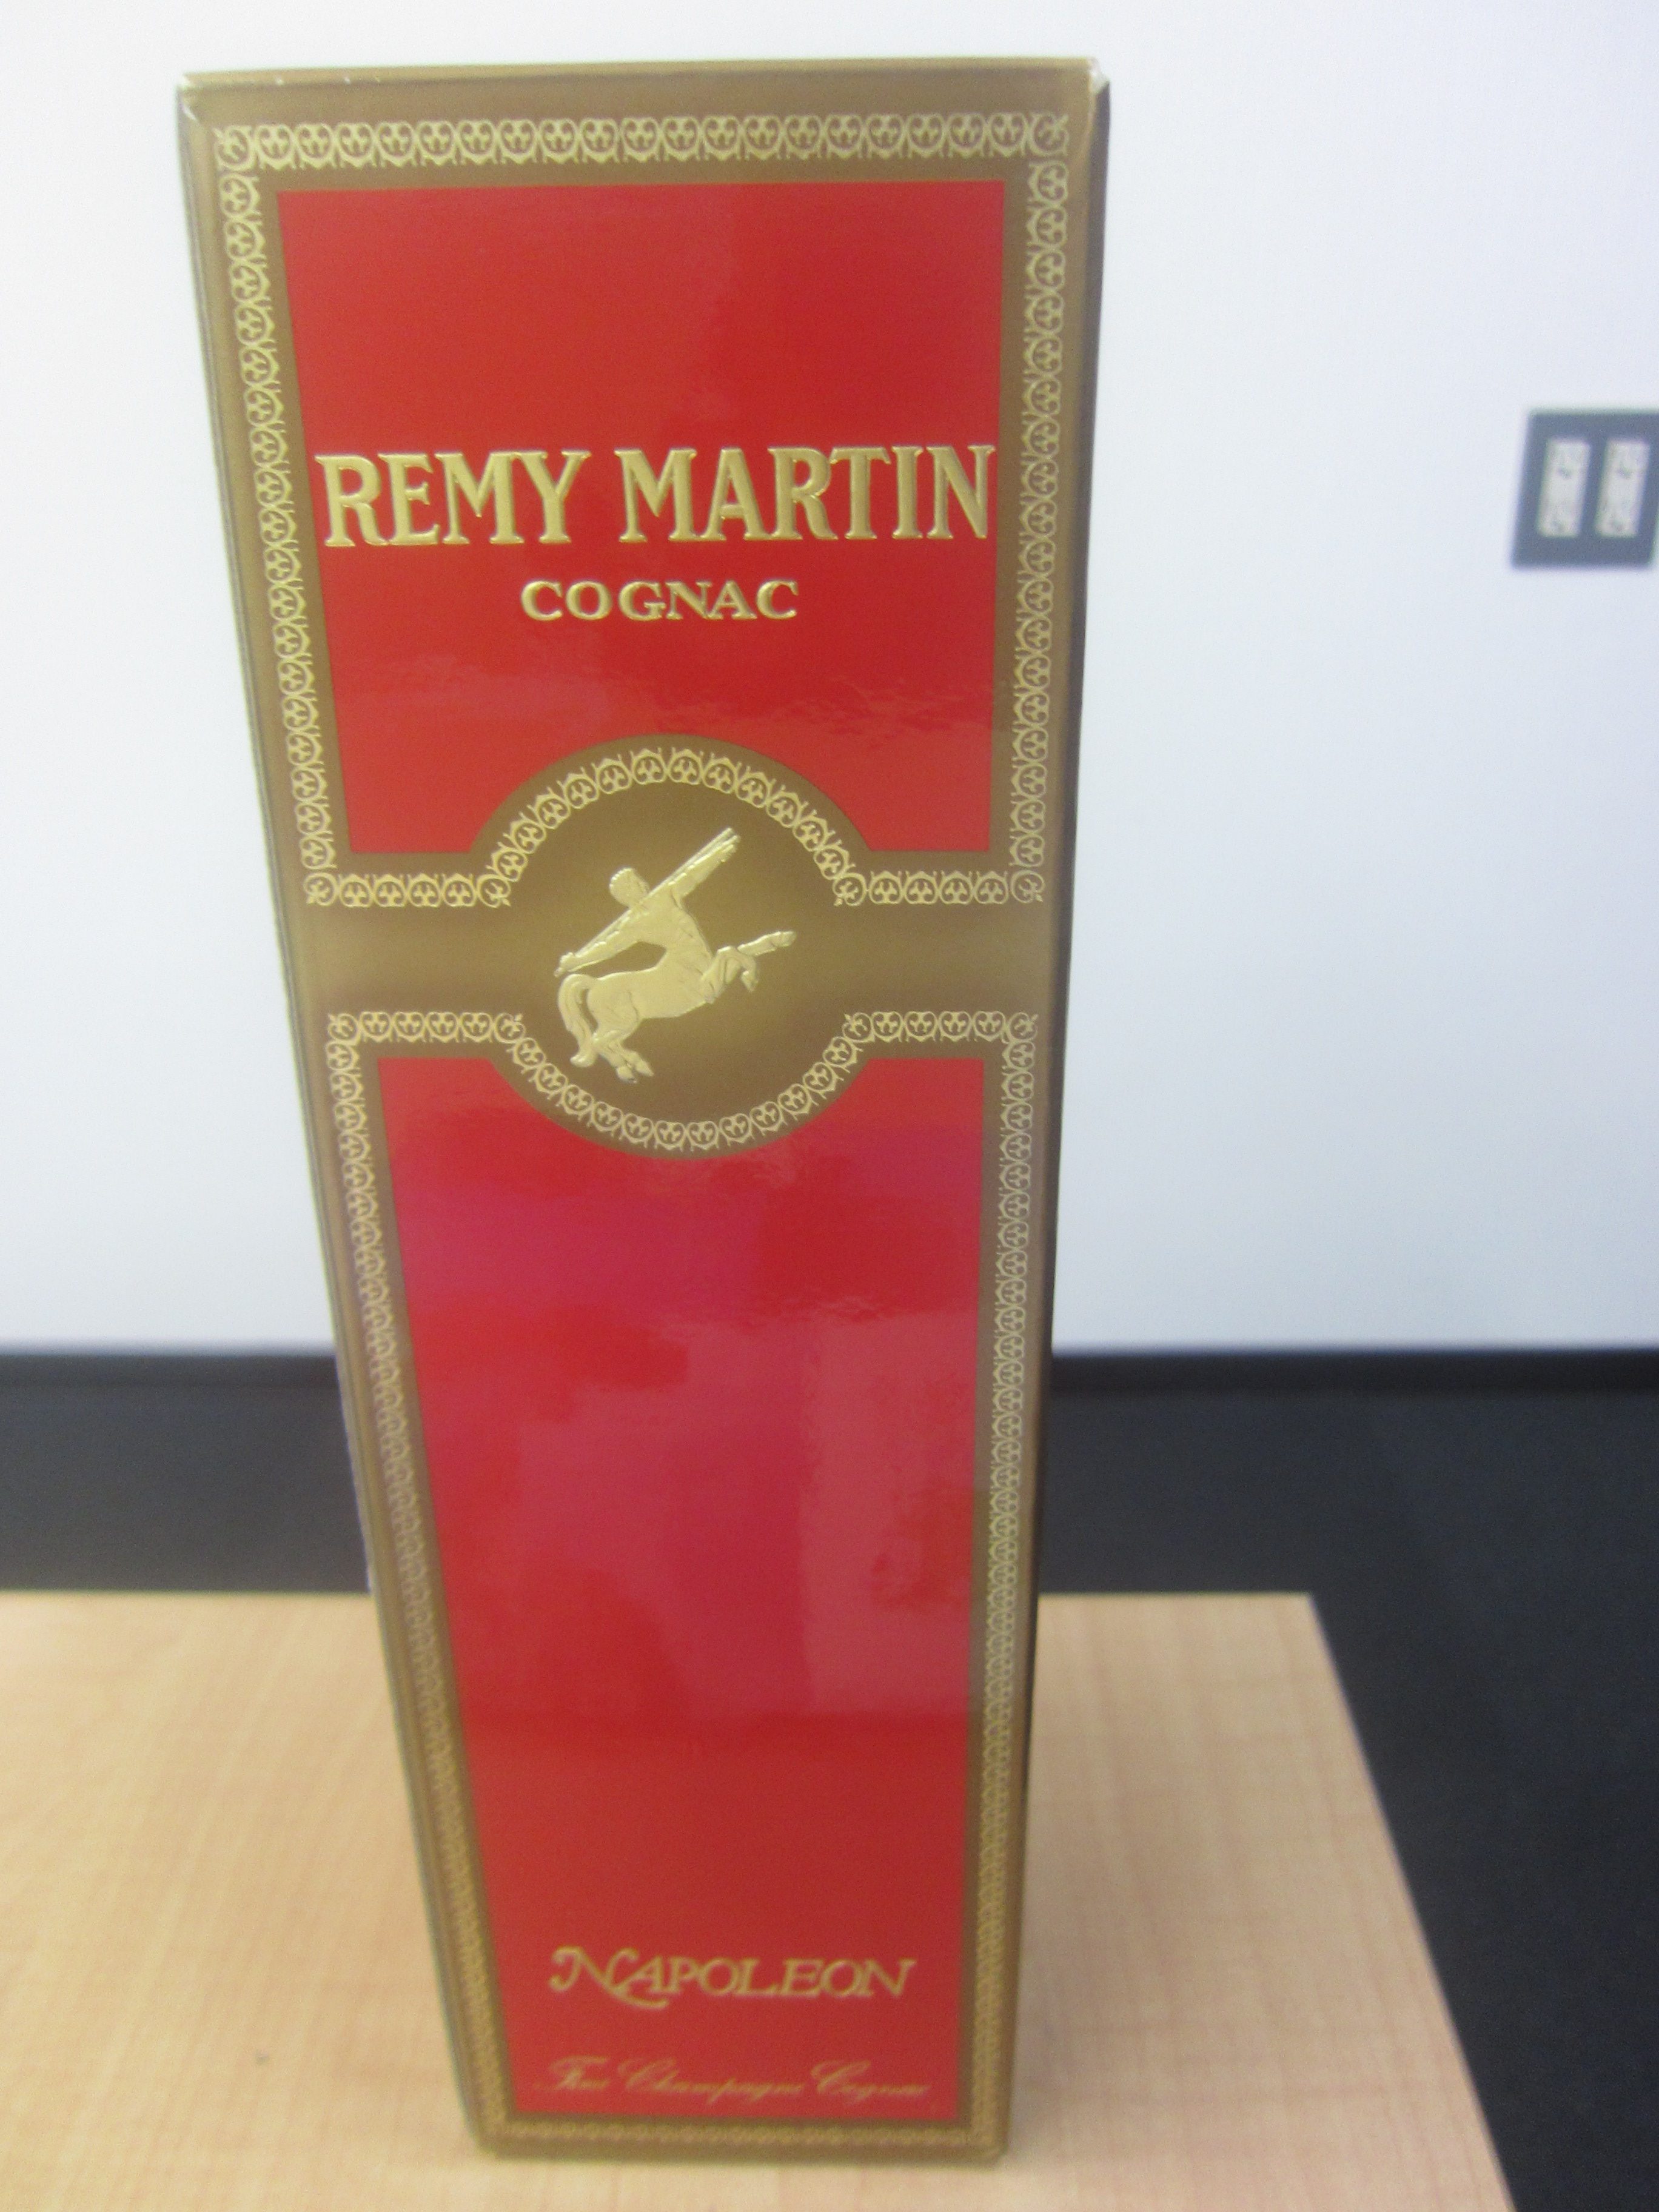 REMY MARTIN
COGNAC
NAPOLEON
Fine Champagne Cognac